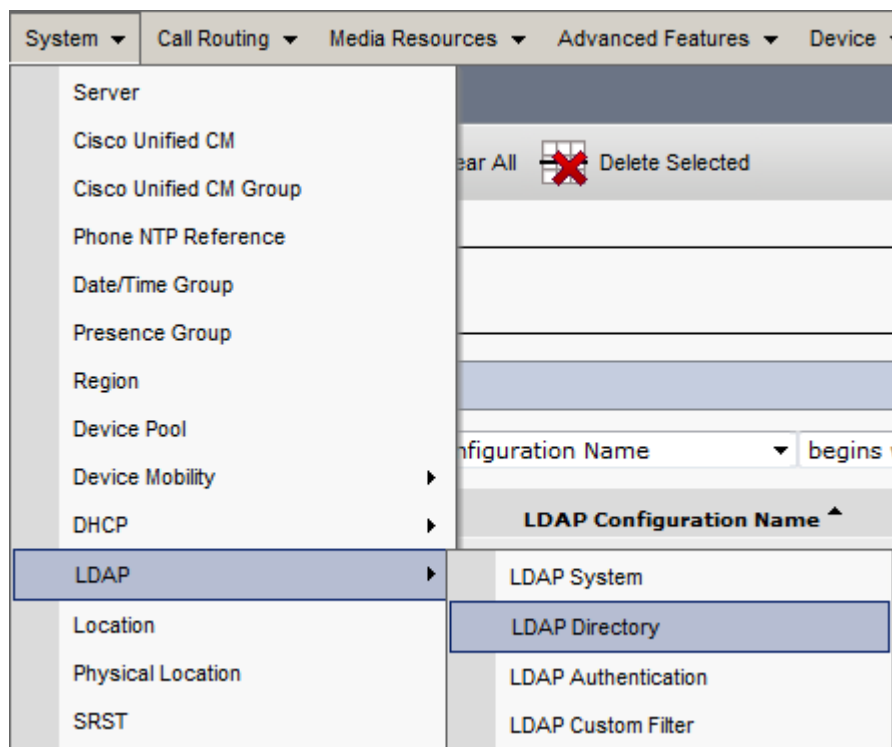 System Call Routing Media Resources Advanced Features Device
Server
Cisco Unified CM
Cisco Unified CM Group
Phone NTP Reference
Date/Time Group
Presence Group
Region
Device Pool
Device Mobility
DHCP
LDAP
Location
Physical Location
SRST
ear All Delete Selected
nfiguration Name begins
LDAP Configuration Name
LDAP System
LDAP Directory
LDAP Authentication
LDAP Custom Filter